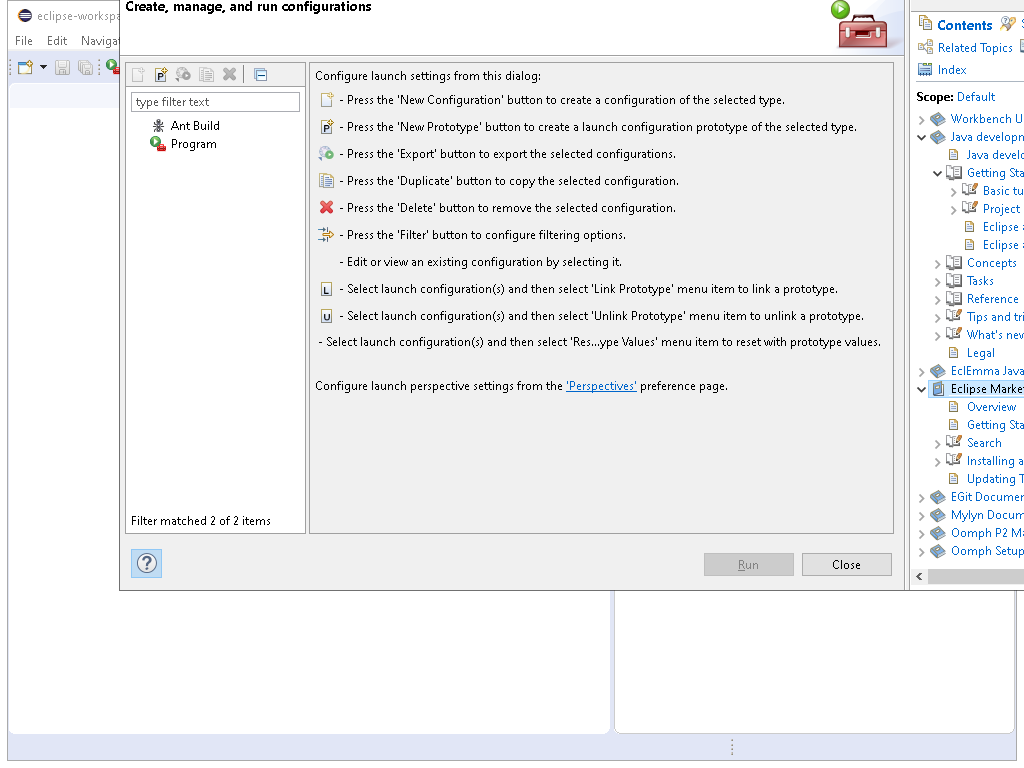 eclipse-workspa
File Edit Navigat
Create, manage, and run configurations
type filter text
Ant Build
Program
Filter matched 2 of 2 items
Configure launch settings from this dialog:
- Press the 'New Configuration' button to create a configuration of the selected type.
- Press the 'New Prototype' button to create a launch configuration prototype of the selected type.
- Press the 'Export' button to export the selected configurations.
- Press the 'Duplicate' button to copy the selected configuration.
- Press the 'Delete' button to remove the selected configuration.
- Press the 'Filter' button to configure filtering options.
- Edit or view an existing configuration by selecting it.
L - Select launch configuration(s) and then select 'Link Prototype' menu item to link a prototype.
U - Select launch configuration(s) and then select 'Unlink Prototype' menu item to unlink a prototype.
- Select launch configuration(s) and then select 'Res...ype Values' menu item to reset with prototype values.
Configure launch perspective settings from the 'Perspectives' preference page.
Run
Close
Contents
Related Topics
Index
Scope: Default
Workbench U
Java developm
Java develo
Getting Sta
Basic tu
Project
Eclipse
Eclipse
Concepts
Tasks
Reference
Tips and tri
What's new
Legal
EclEmma Java
Eclipse Market
Overview
Getting Sta
Search
Installing a
Updating T
EGit Documen
Mylyn Docum
Oomph P2 Ma
Oomph Setup